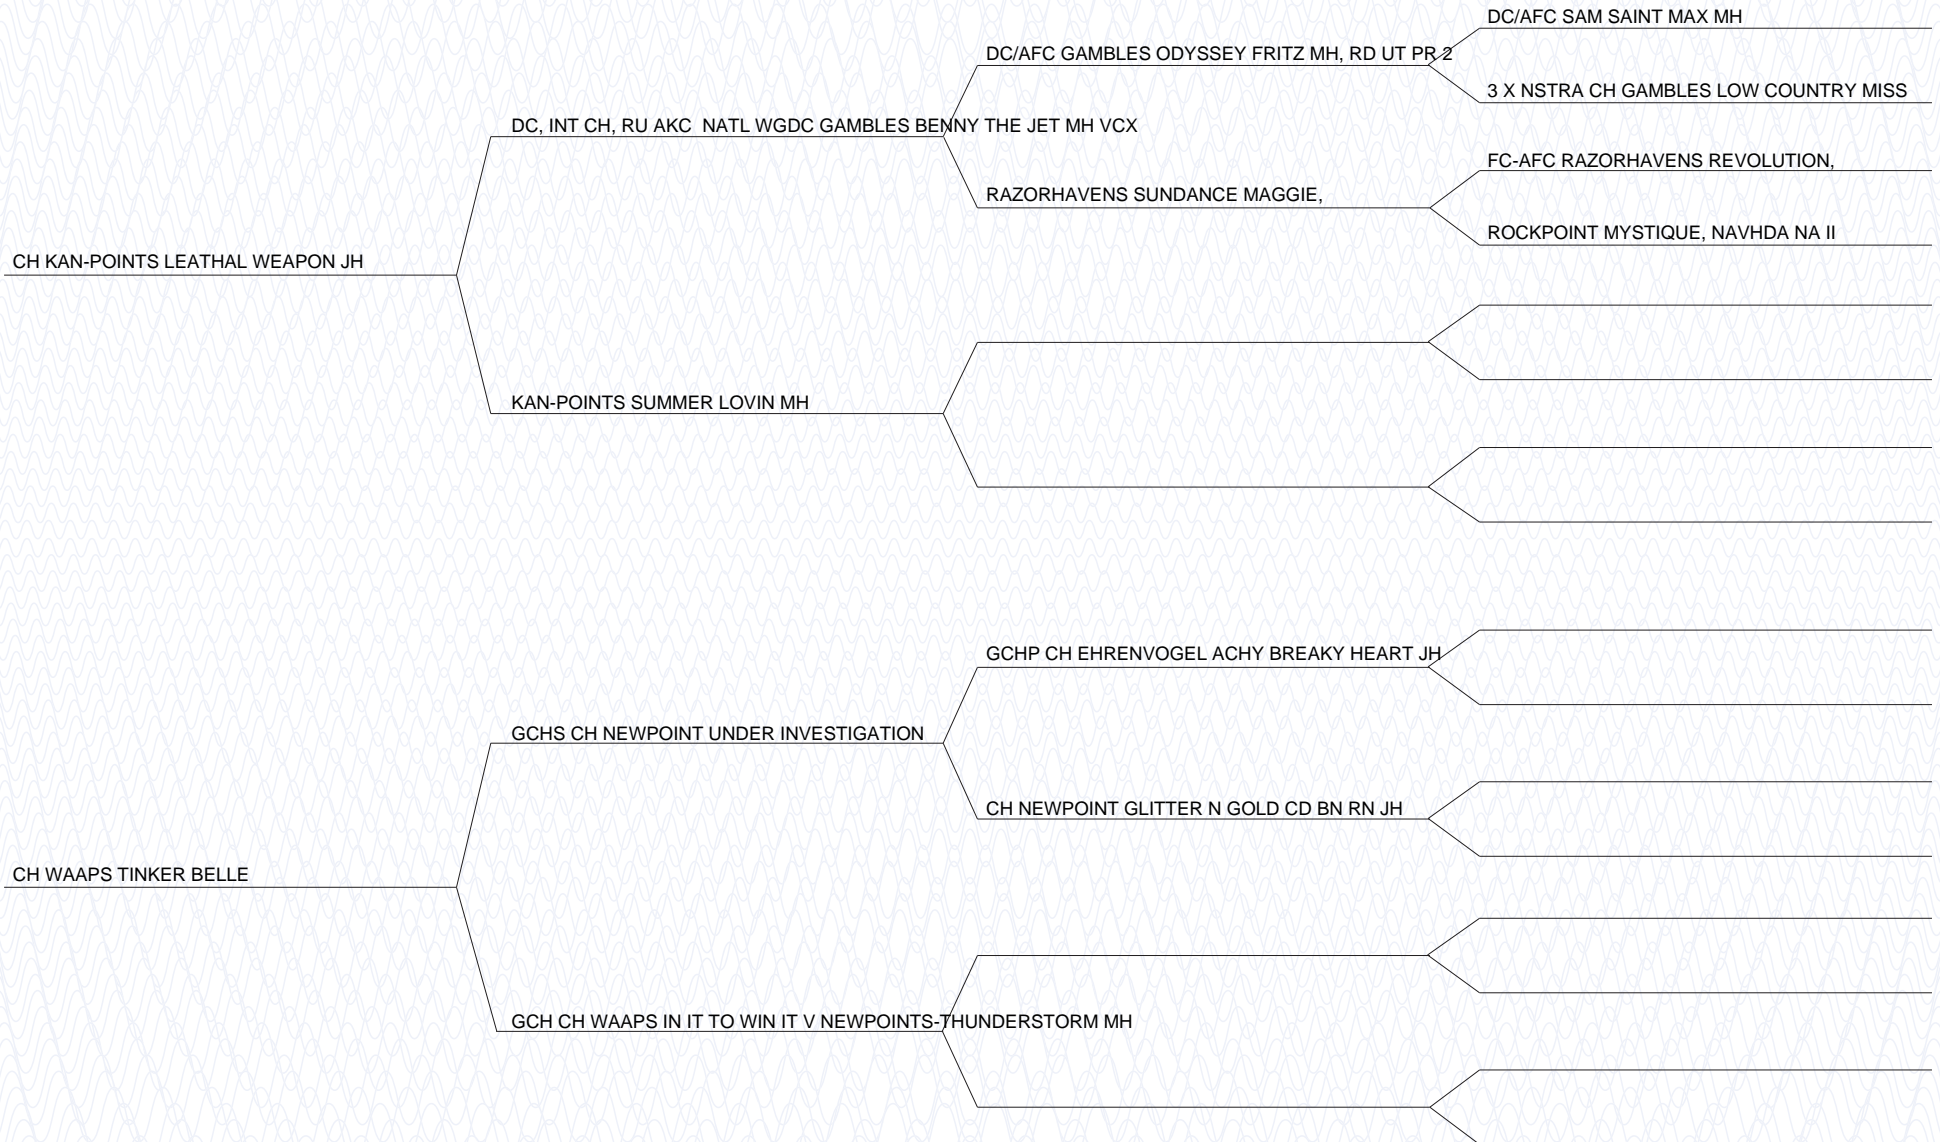 DC/AFC SAM SAINT MAX MH
DC/AFC GAMBLES ODYSSEY FRITZ MH, RD UT PR 2
3 X NSTRA CH GAMBLES LOW COUNTRY MISS
DC, INT CH, RU AKC  NATL WGDC GAMBLES BENNY THE JET MH VCX
FC-AFC RAZORHAVENS REVOLUTION,
RAZORHAVENS SUNDANCE MAGGIE,
ROCKPOINT MYSTIQUE, NAVHDA NA II
CH KAN-POINTS LEATHAL WEAPON JH
KAN-POINTS SUMMER LOVIN MH
GCHP CH EHRENVOGEL ACHY BREAKY HEART JH
GCHS CH NEWPOINT UNDER INVESTIGATION
CH NEWPOINT GLITTER N GOLD CD BN RN JH
CH WAAPS TINKER BELLE
GCH CH WAAPS IN IT TO WIN IT V NEWPOINTS-THUNDERSTORM MH